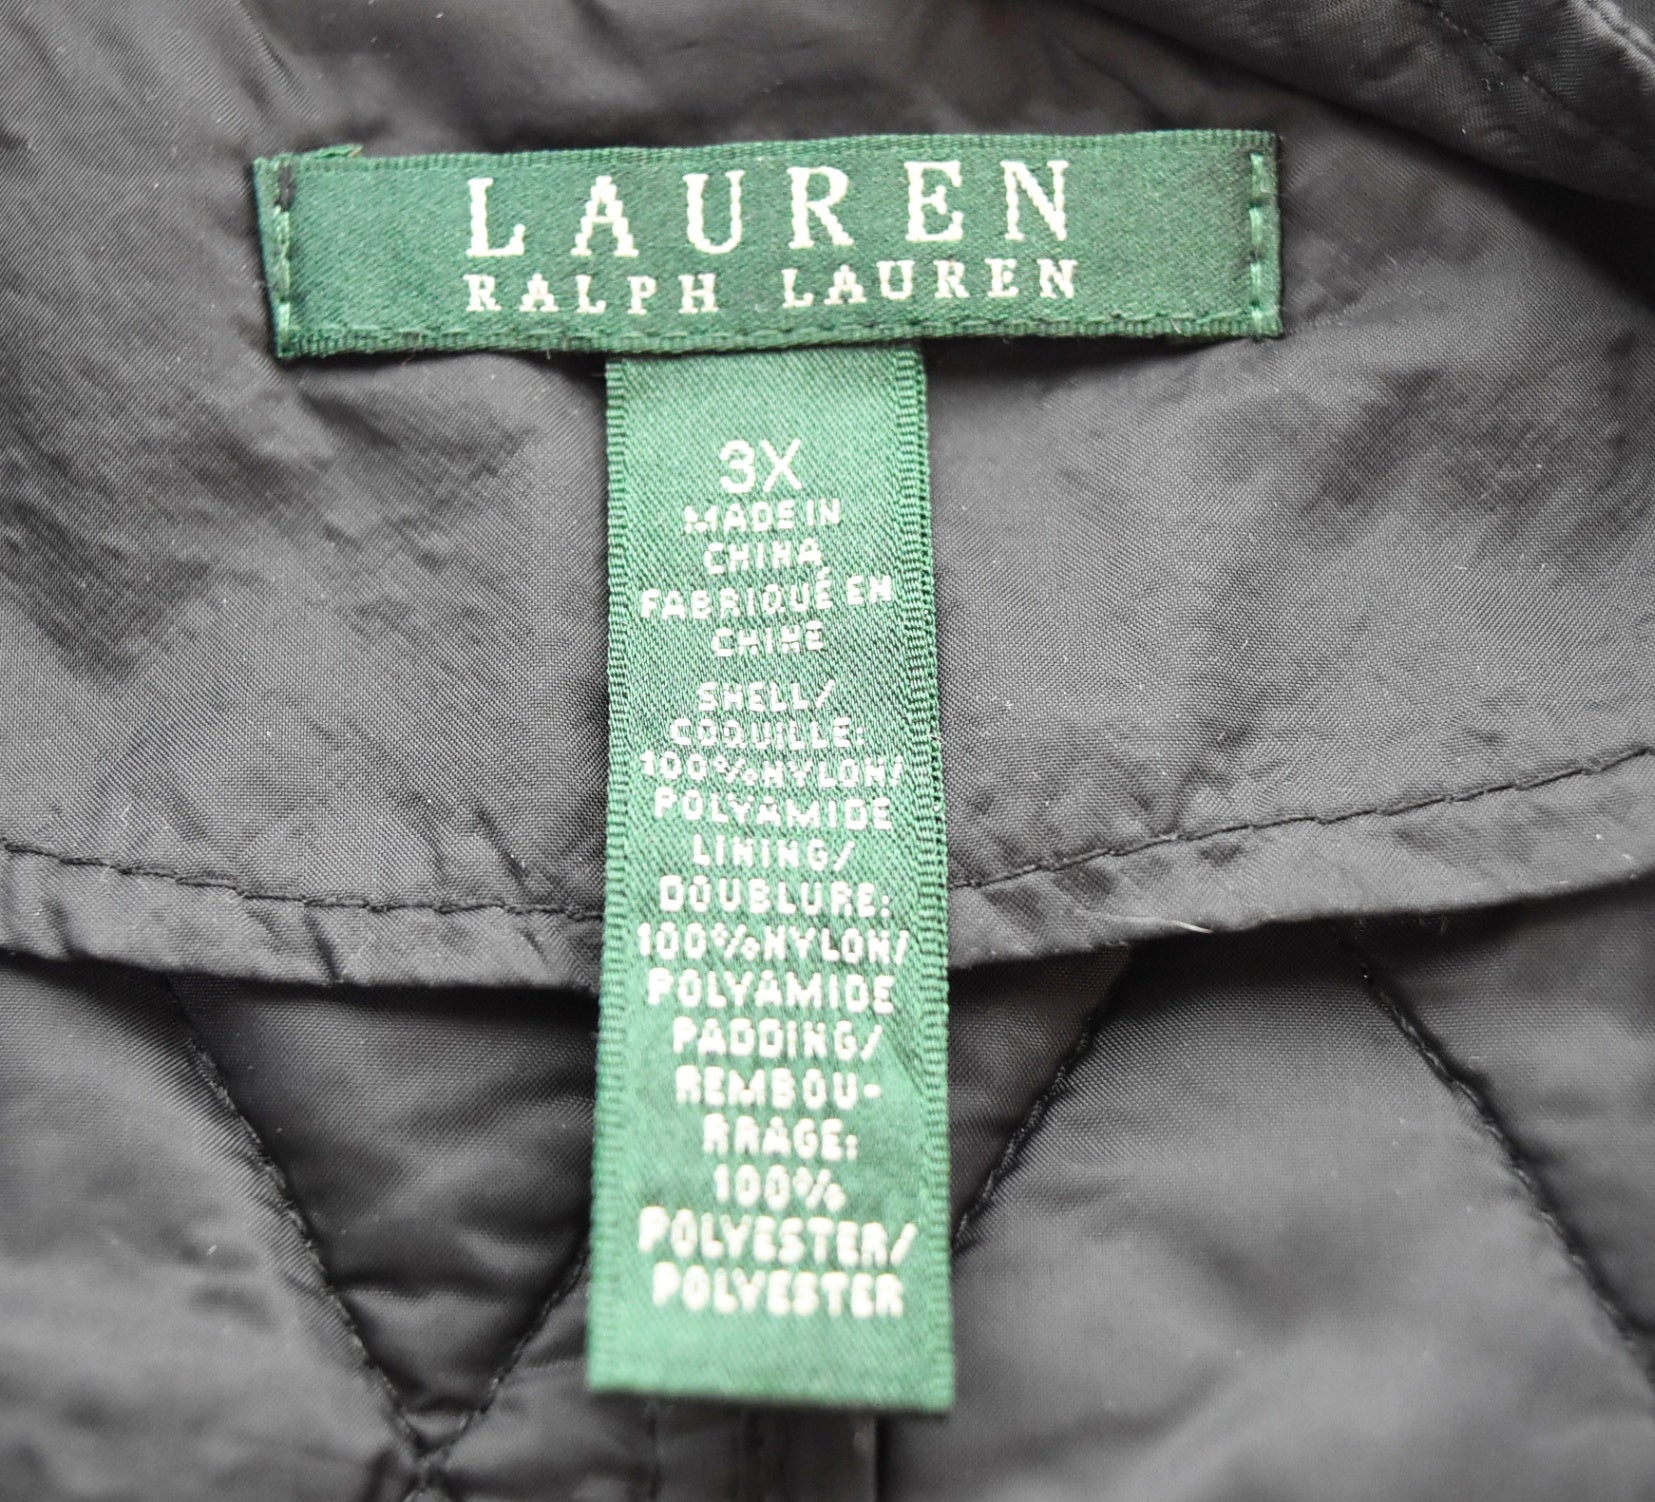 LAUREN
RALPH LAUREN
3X
MADE IN
CHINA
FABRIQUÉ EN
CHINE
SHELL/
COQUILLE:
100%NYLON/
POLYAMIDE
LINING/
DOUBLURE:
100%NYLON/
POLYAMIDE
PADDING/
REMBOU-
RRAGE:
100%
POLYESTER/
POLYESTER